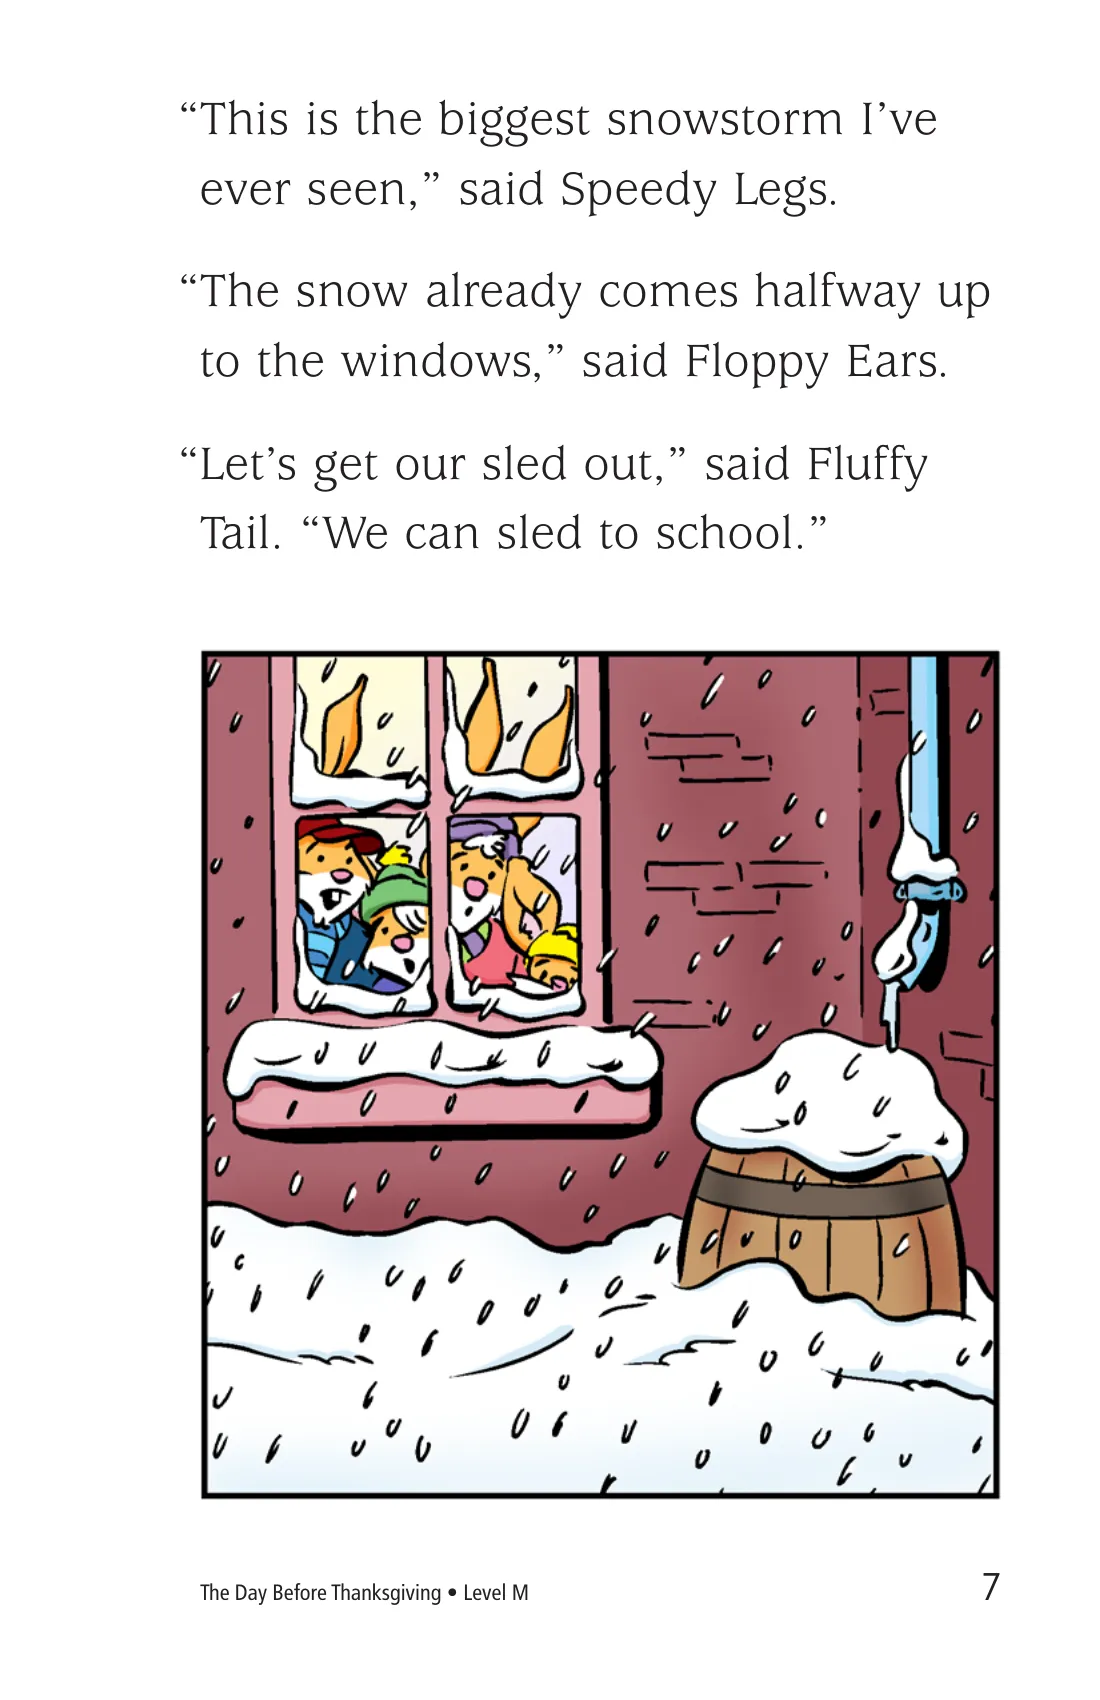 “This is the biggest snowstorm I’ve
ever seen,” said Speedy Legs.
“The snow already comes halfway up
to the windows,” said Floppy Ears.
“Let’s get our sled out,” said Fluffy
Tail. “We can sled to school.”
The Day Before Thanksgiving • Level M
7